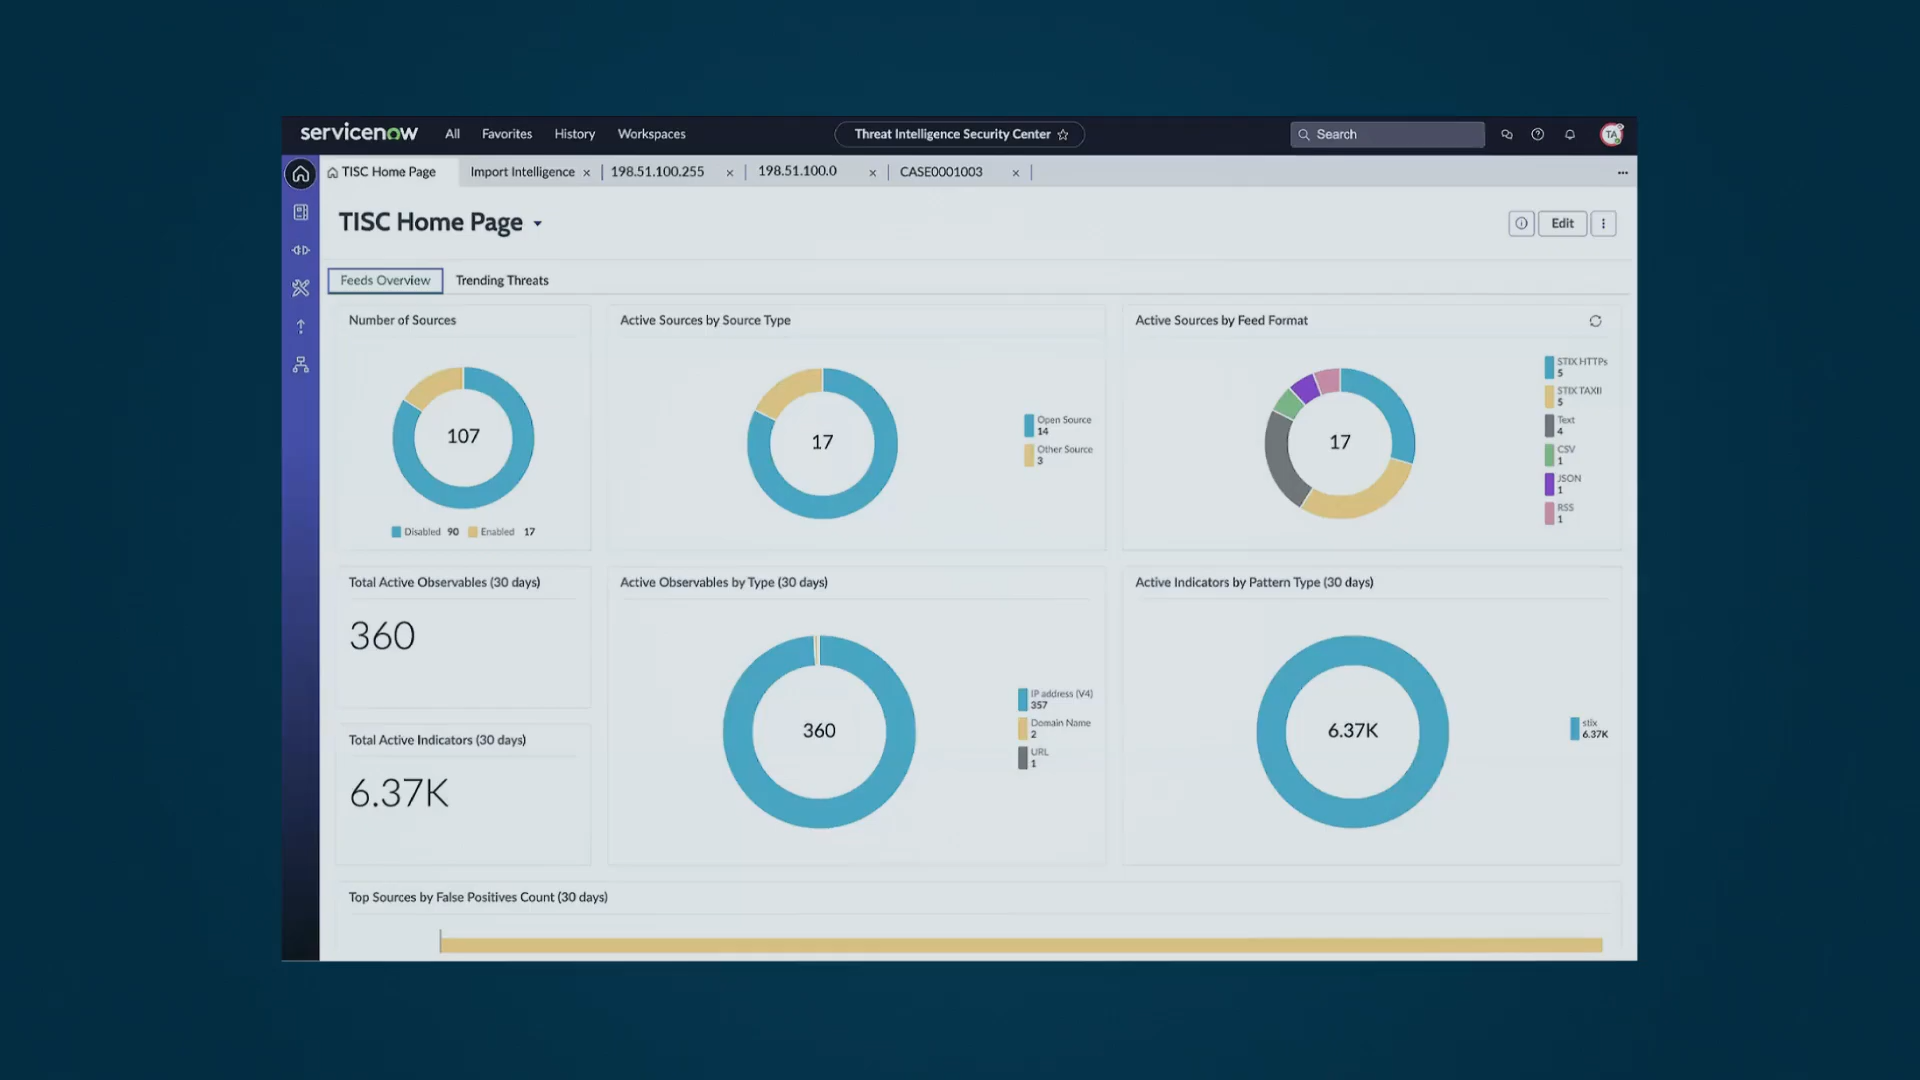 servicenow All Favorites History Workspaces Threat Intelligence Security Center Search TA
TISC Home Page Import Intelligence 198.51.100.255 198.51.100.0 CASE0001003
TISC Home Page
Edit
Feeds Overview Trending Threats
Number of Sources
107
Disabled 90 Enabled 17
Active Sources by Source Type
17
Open Source
14
Other Source
3
Active Sources by Feed Format
17
STIX HTTPs
5
STIX TAXII
5
Text
4
CSV
1
JSON
1
RSS
1
Total Active Observables (30 days)
360
Total Active Indicators (30 days)
6.37K
Active Observables by Type (30 days)
360
IP address (V4)
357
Domain Name
2
URL
1
Active Indicators by Pattern Type (30 days)
6.37K
stix
6.37K
Top Sources by False Positives Count (30 days)